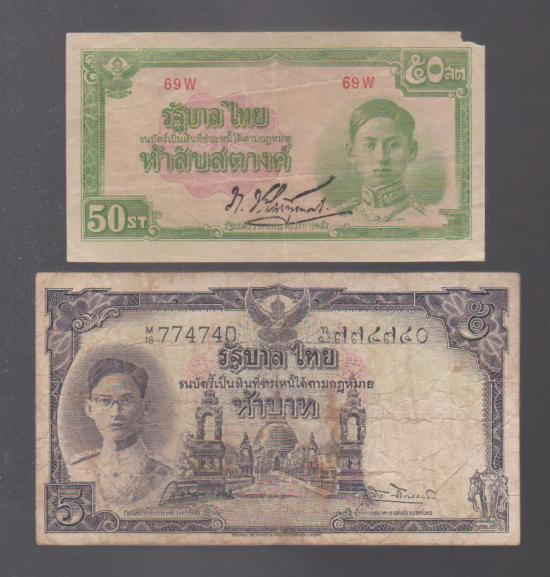 ๕๐สต
69 W 69 W
รัฐบาลไทย
ธนบัตร์เป็นเงินที่ชำระหนี้ได้ตามกฎหมาย
ห้าสิบสตางค์
50 ST
๕
M/18 774740
๗๗๔๗๔๐
รัฐบาลไทย
ธนบัตร์เป็นเงินที่ชำระหนี้ได้ตามกฎหมาย
ห้าบาท
5